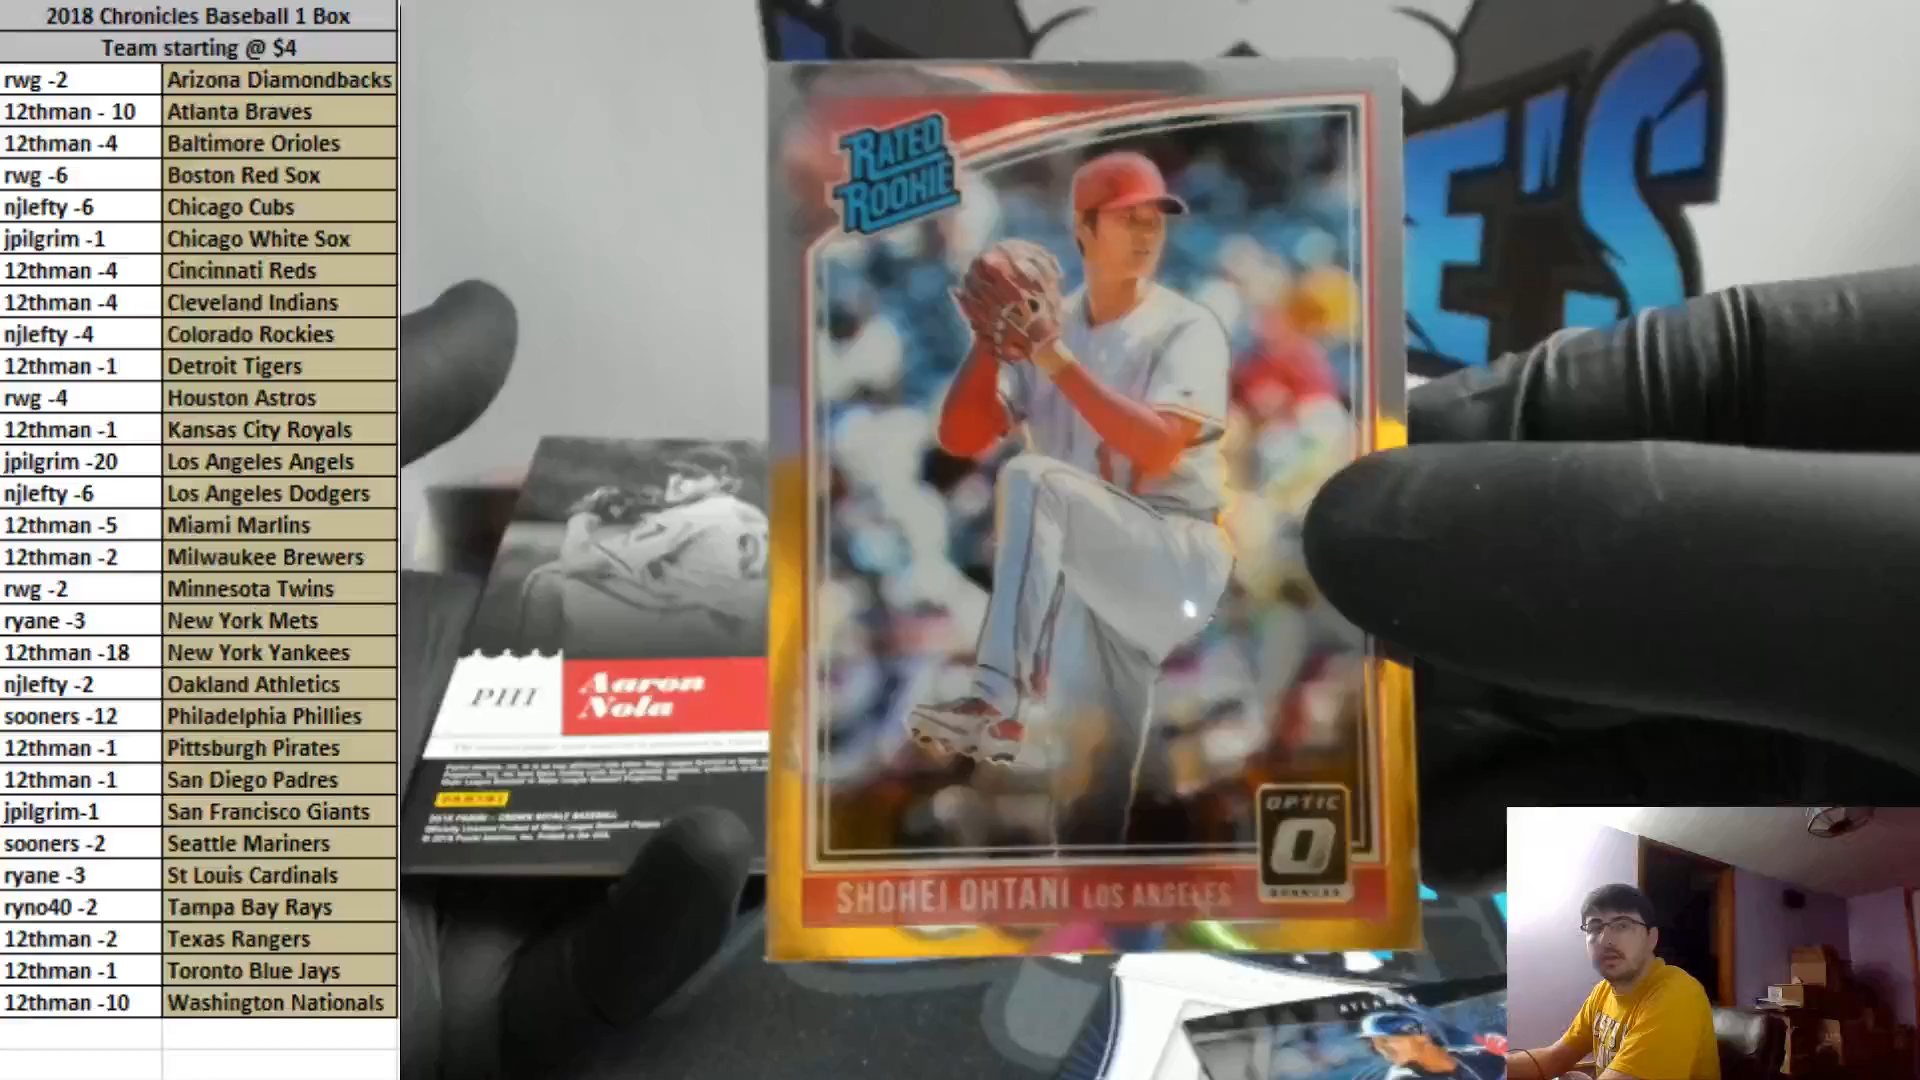 2018 Chronicles Baseball 1 Box
Team starting @ $4
rwg -2 Arizona Diamondbacks
12thman - 10 Atlanta Braves
12thman -4 Baltimore Orioles
rwg -6 Boston Red Sox
njlefty -6 Chicago Cubs
jpilgrim -1 Chicago White Sox
12thman -4 Cincinnati Reds
12thman -4 Cleveland Indians
njlefty -4 Colorado Rockies
12thman -1 Detroit Tigers
rwg -4 Houston Astros
12thman -1 Kansas City Royals
jpilgrim -20 Los Angeles Angels
njlefty -6 Los Angeles Dodgers
12thman -5 Miami Marlins
12thman -2 Milwaukee Brewers
rwg -2 Minnesota Twins
ryane -3 New York Mets
12thman -18 New York Yankees
njlefty -2 Oakland Athletics
sooners -12 Philadelphia Phillies
12thman -1 Pittsburgh Pirates
12thman -1 San Diego Padres
jpilgrim-1 San Francisco Giants
sooners -2 Seattle Mariners
ryane -3 St Louis Cardinals
ryno40 -2 Tampa Bay Rays
12thman -2 Texas Rangers
12thman -1 Toronto Blue Jays
12thman -10 Washington Nationals
RATED
ROOKIE
OPTIC
O
DONRUSS
SHOHEI OHTANI LOS ANGELES
E'S
PHI
Aaron
Nola
PANINI
2018 PANINI - CROWN ROYALE BASEBALL